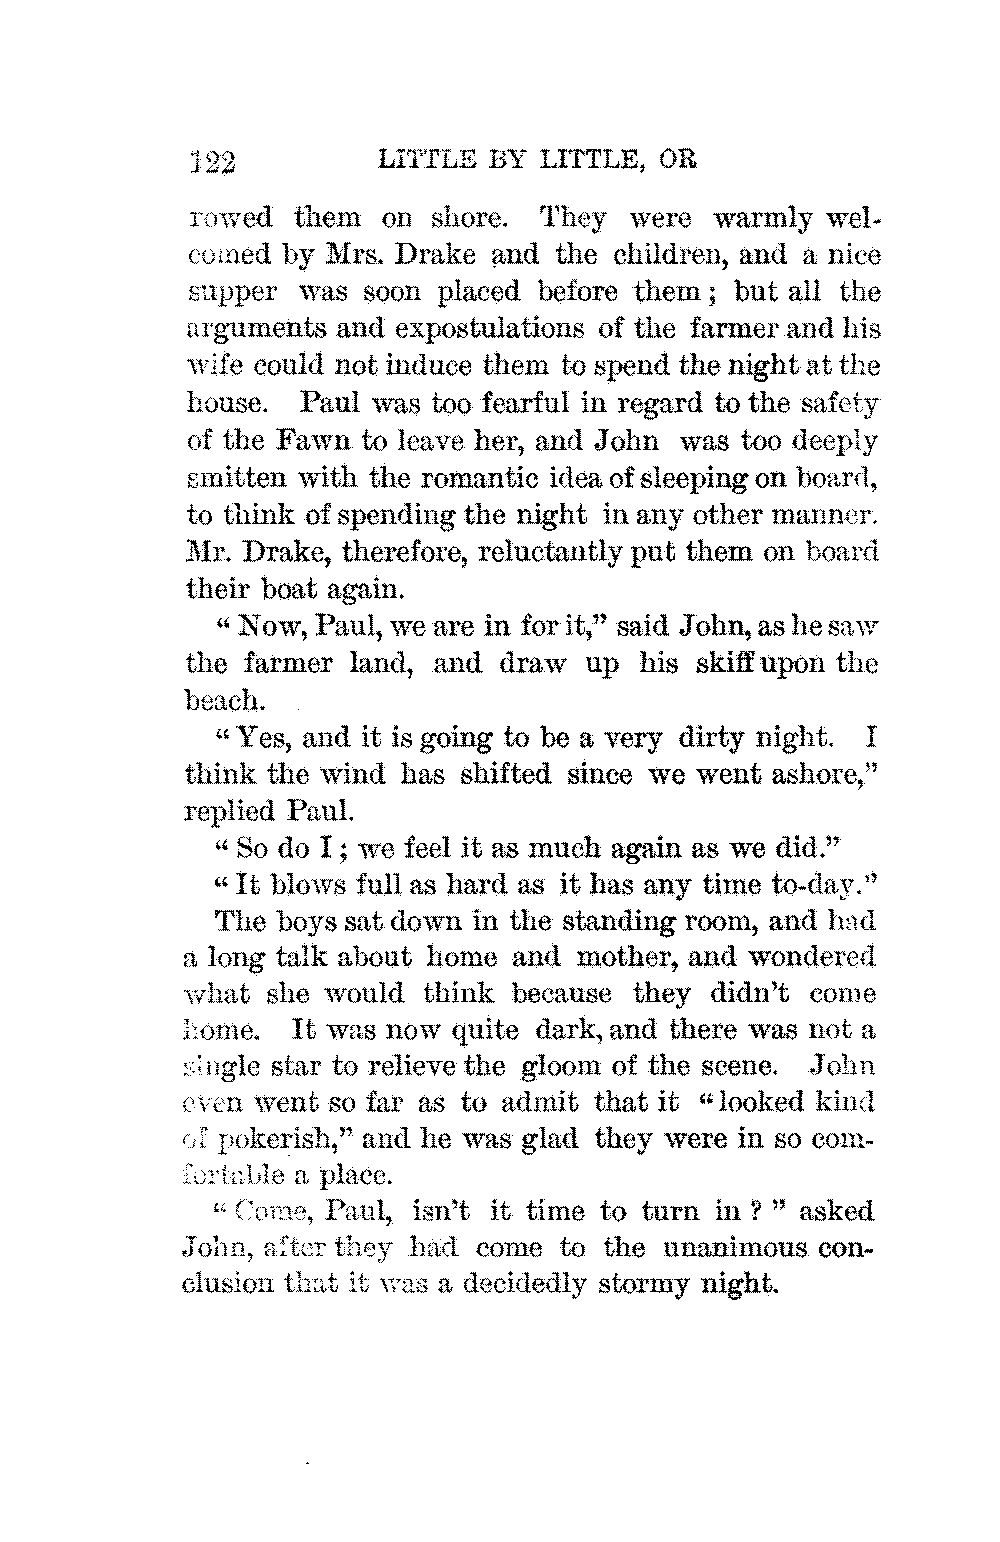 122 LITTLE BY LITTLE, OR
rowed them on shore. They were warmly wel-
comed by Mrs. Drake and the children, and a nice
supper was soon placed before them; but all the
arguments and expostulations of the farmer and his
wife could not induce them to spend the night at the
house. Paul was too fearful in regard to the safety
of the Fawn to leave her, and John was too deeply
smitten with the romantic idea of sleeping on board,
to think of spending the night in any other manner.
Mr. Drake, therefore, reluctantly put them on board
their boat again.
“Now, Paul, we are in for it,” said John, as he saw
the farmer land, and draw up his skiff upon the
beach.
“Yes, and it is going to be a very dirty night. I
think the wind has shifted since we went ashore,”
replied Paul.
“So do I; we feel it as much again as we did.”
“It blows full as hard as it has any time to-day.”
The boys sat down in the standing room, and had
a long talk about home and mother, and wondered
what she would think because they didn’t come
home. It was now quite dark, and there was not a
single star to relieve the gloom of the scene. John
even went so far as to admit that it “looked kind
of pokerish,” and he was glad they were in so com-
fortable a place.
“Come, Paul, isn’t it time to turn in?” asked
John, after they had come to the unanimous con-
clusion that it was a decidedly stormy night.